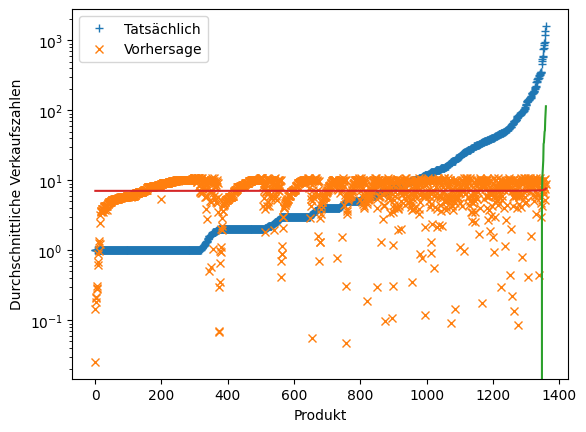 Tatsächlich
Vorhersage
Durchschnittliche Verkaufszahlen
10³
10²
10¹
10⁰
10⁻¹
0 200 400 600 800 1000 1200 1400
Produkt